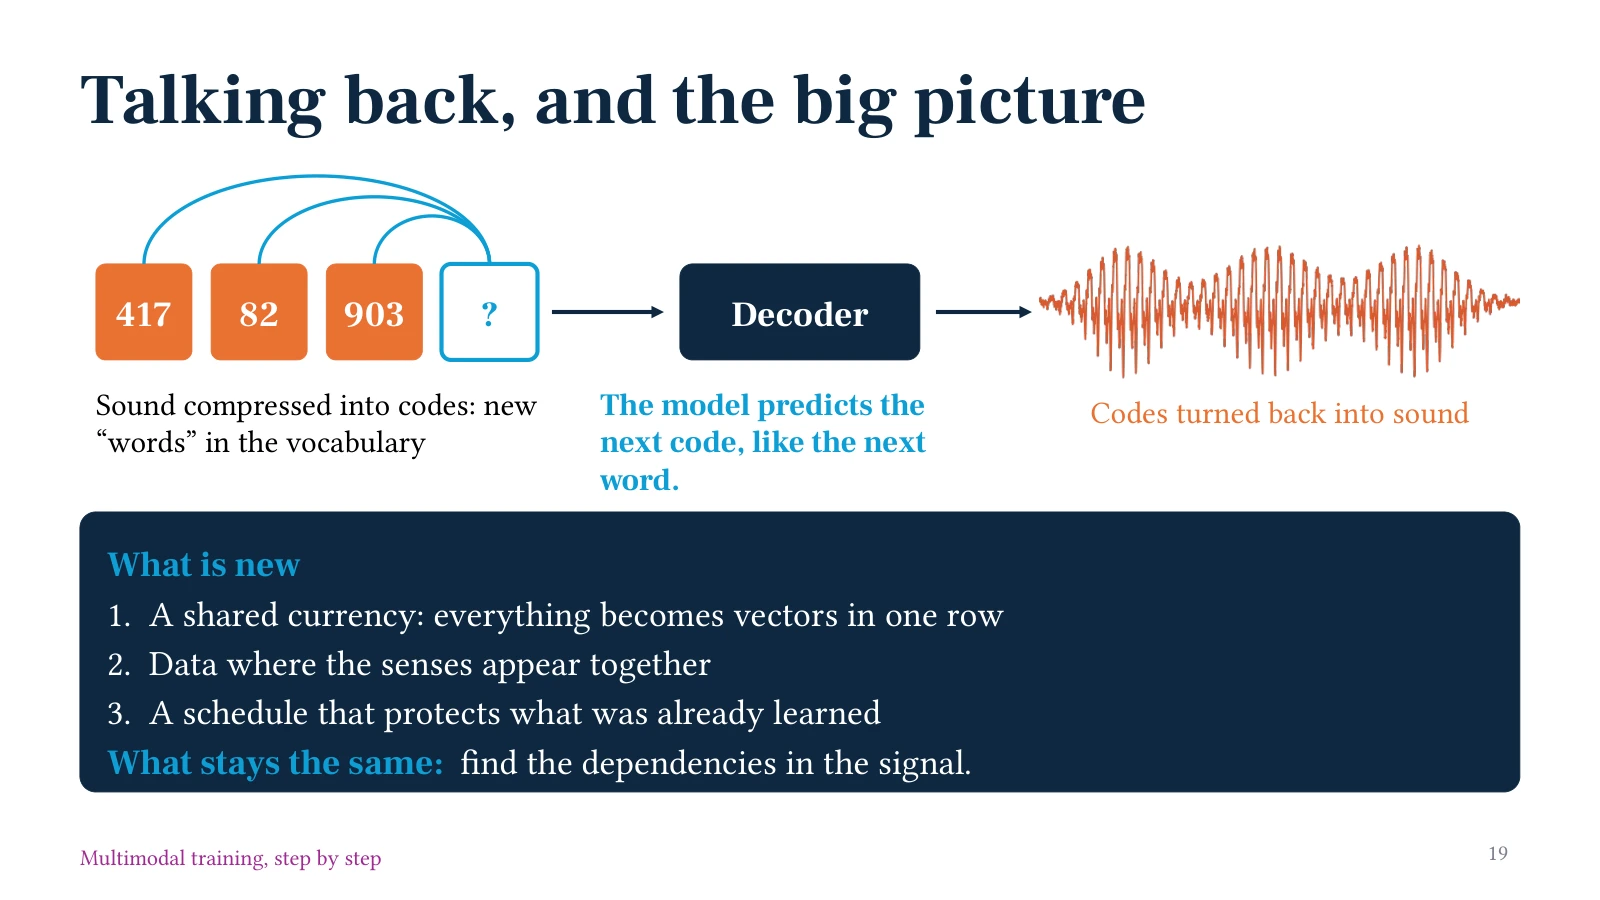 Talking back, and the big picture
417 82 903 ?
Decoder
Sound compressed into codes: new
“words” in the vocabulary
The model predicts the
next code, like the next
word.
Codes turned back into sound
What is new
1. A shared currency: everything becomes vectors in one row
2. Data where the senses appear together
3. A schedule that protects what was already learned
What stays the same: find the dependencies in the signal.
Multimodal training, step by step
19